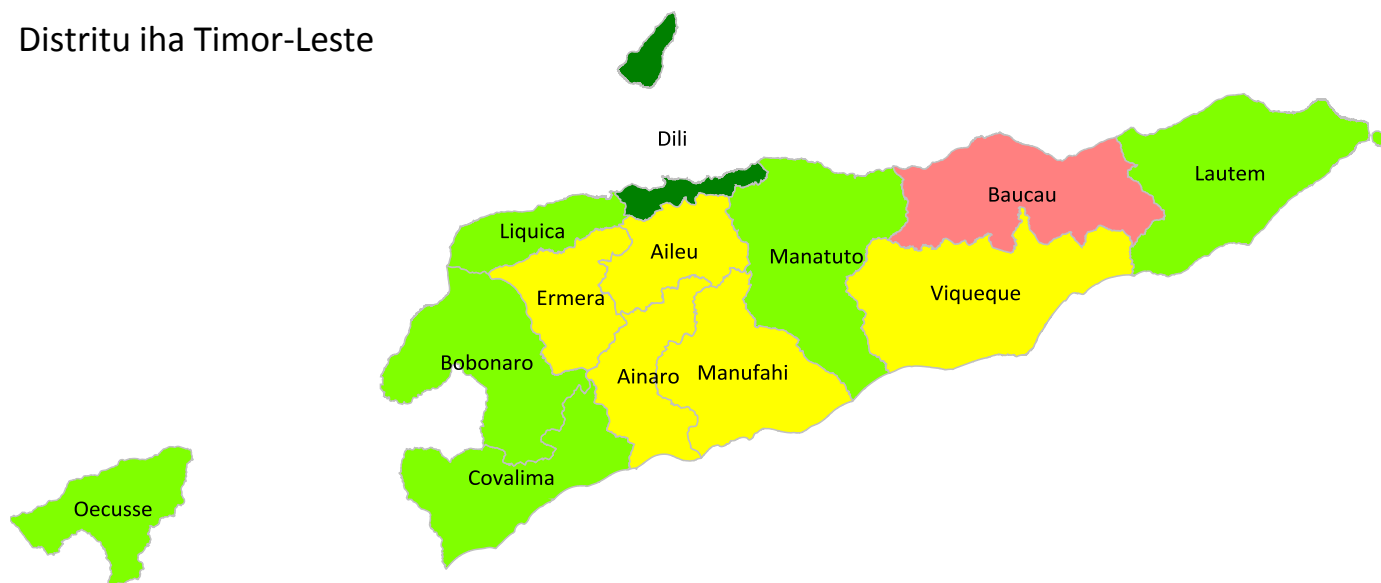 Distritu iha Timor-Leste
Dili
Lautem
Baucau
Liquica
Aileu
Manatuto
Ermera
Viqueque
Bobonaro
Ainaro
Manufahi
Covalima
Oecusse